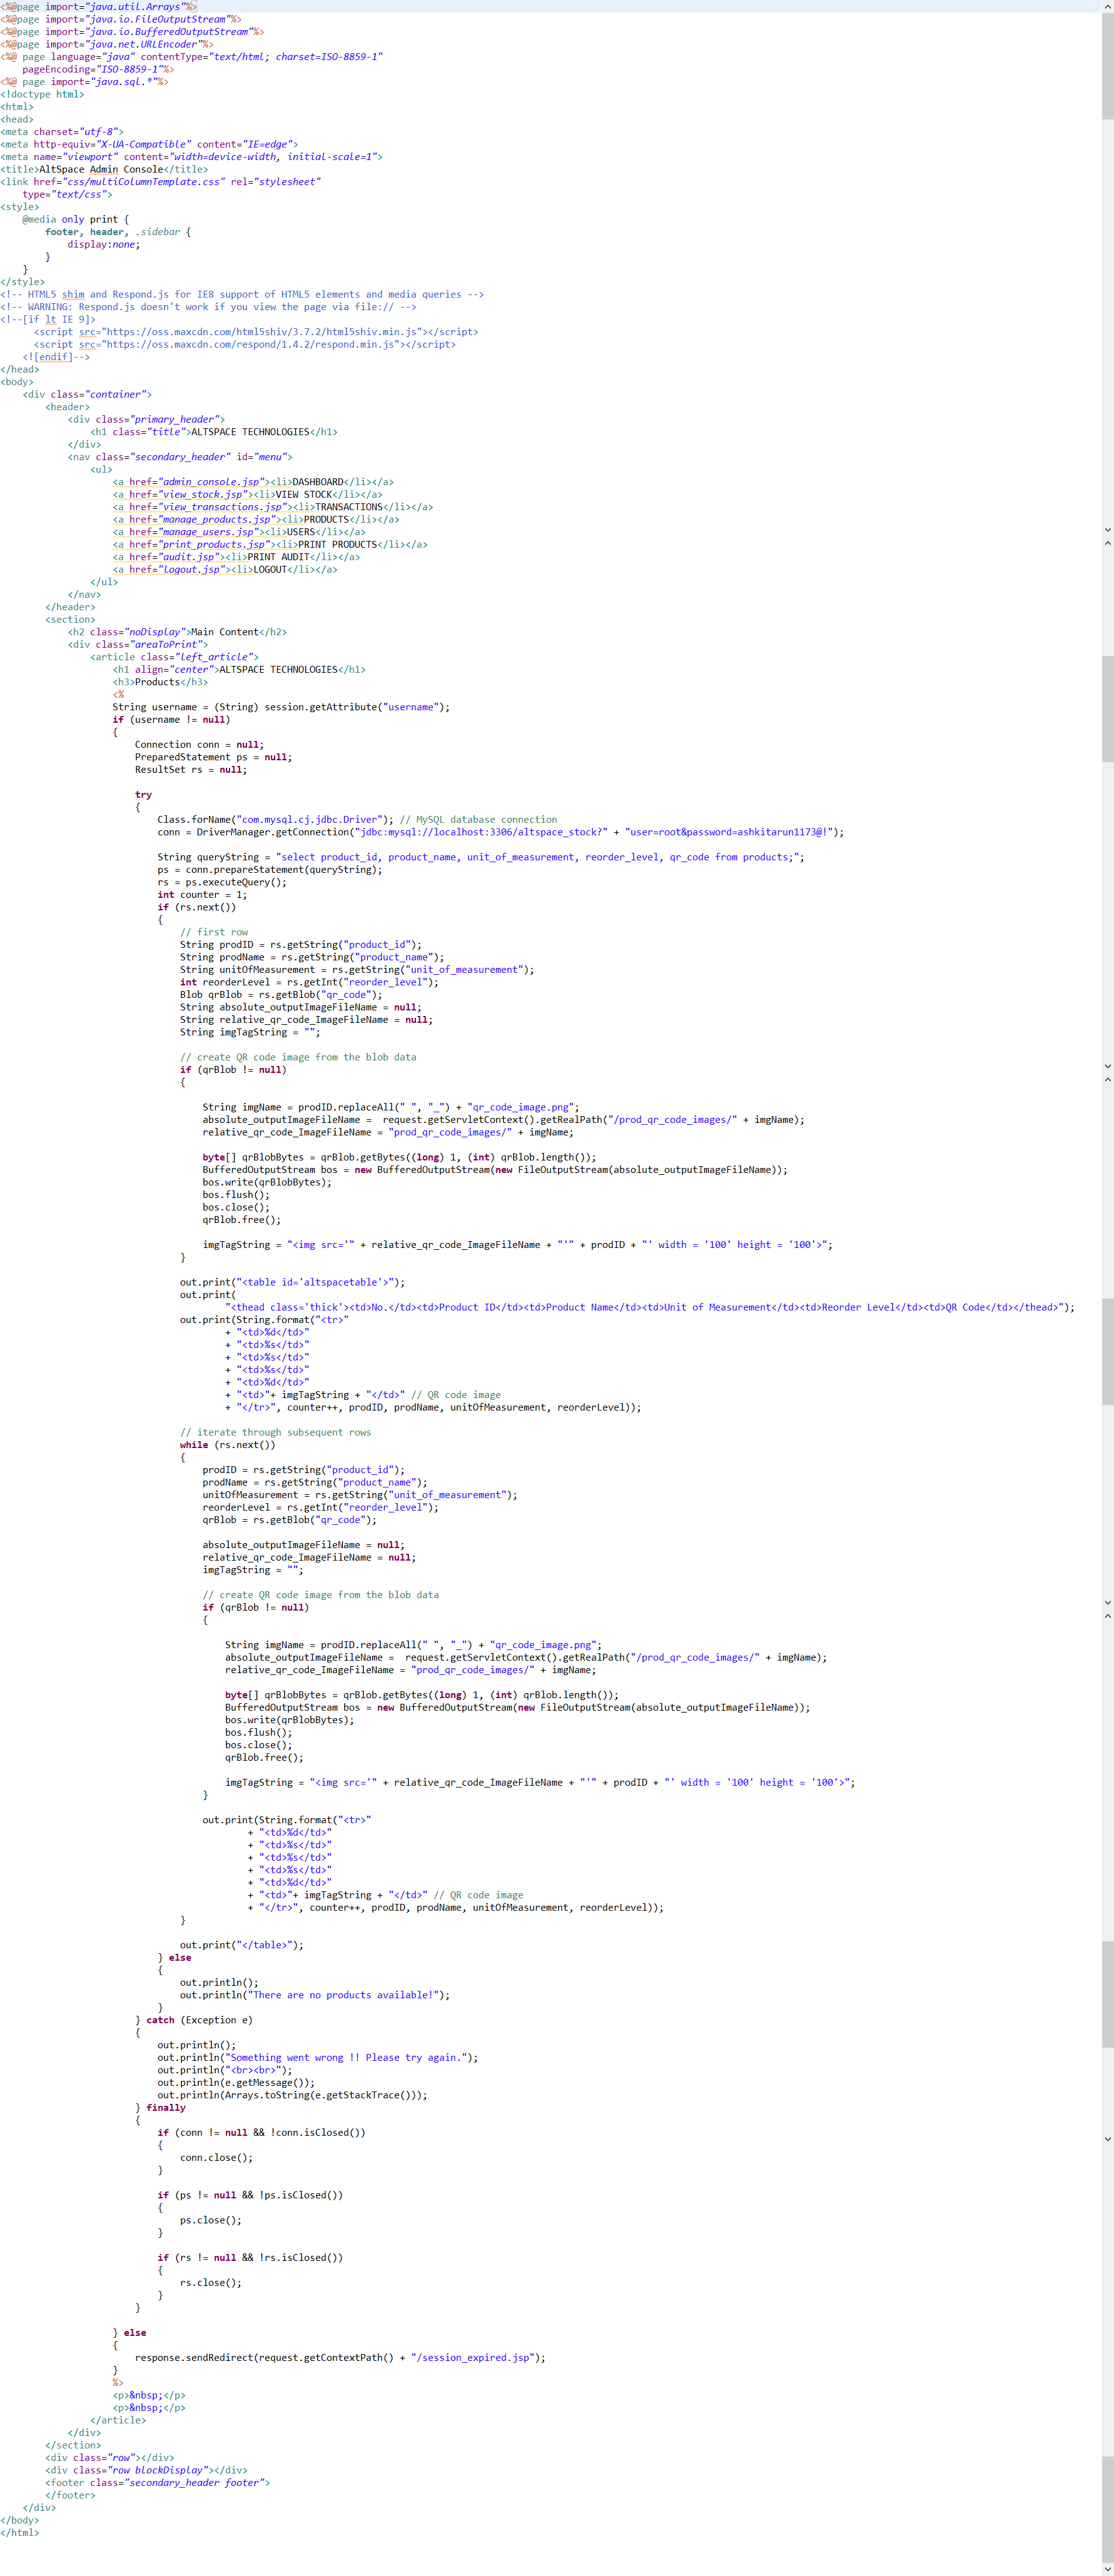 <%@page import="java.util.Arrays"%>
<%@page import="java.io.FileOutputStream"%>
<%@page import="java.io.BufferedOutputStream"%>
<%@page import="java.net.URLEncoder"%>
<%@ page language="java" contentType="text/html; charset=ISO-8859-1"
    pageEncoding="ISO-8859-1"%>
<%@ page import="java.sql.*"%>
<!doctype html>
<html>
<head>
<meta charset="utf-8">
<meta http-equiv="X-UA-Compatible" content="IE=edge">
<meta name="viewport" content="width=device-width, initial-scale=1">
<title>AltSpace Admin Console</title>
<link href="css/multiColumnTemplate.css" rel="stylesheet"
    type="text/css">
<style>
    @media only print {
        footer, header, .sidebar {
            display:none;
        }
    }
</style>
<!-- HTML5 shim and Respond.js for IE8 support of HTML5 elements and media queries -->
<!-- WARNING: Respond.js doesn't work if you view the page via file:// -->
<!--[if lt IE 9]>
      <script src="https://oss.maxcdn.com/html5shiv/3.7.2/html5shiv.min.js"></script>
      <script src="https://oss.maxcdn.com/respond/1.4.2/respond.min.js"></script>
    <![endif]-->
</head>
<body>
    <div class="container">
        <header>
            <div class="primary_header">
                <h1 class="title">ALTSPACE TECHNOLOGIES</h1>
            </div>
            <nav class="secondary_header" id="menu">
                <ul>
                    <a href="admin_console.jsp"><li>DASHBOARD</li></a>
                    <a href="view_stock.jsp"><li>VIEW STOCK</li></a>
                    <a href="view_transactions.jsp"><li>TRANSACTIONS</li></a>
                    <a href="manage_products.jsp"><li>PRODUCTS</li></a>
                    <a href="manage_users.jsp"><li>USERS</li></a>
                    <a href="print_products.jsp"><li>PRINT PRODUCTS</li></a>
                    <a href="audit.jsp"><li>PRINT AUDIT</li></a>
                    <a href="logout.jsp"><li>LOGOUT</li></a>
                </ul>
            </nav>
        </header>
        <section>
            <h2 class="noDisplay">Main Content</h2>
            <div class="areaToPrint">
                <article class="left_article">
                    <h1 align="center">ALTSPACE TECHNOLOGIES</h1>
                    <h3>Products</h3>
                    <%
                    String username = (String) session.getAttribute("username");
                    if (username != null)
                    {
                        Connection conn = null;
                        PreparedStatement ps = null;
                        ResultSet rs = null;

                        try
                        {
                            Class.forName("com.mysql.cj.jdbc.Driver"); // MySQL database connection
                            conn = DriverManager.getConnection("jdbc:mysql://localhost:3306/altspace_stock?" + "user=root&password=ashkitarun1173@!");

                            String queryString = "select product_id, product_name, unit_of_measurement, reorder_level, qr_code from products;";
                            ps = conn.prepareStatement(queryString);
                            rs = ps.executeQuery();
                            int counter = 1;
                            if (rs.next())
                            {
                                // first row
                                String prodID = rs.getString("product_id");
                                String prodName = rs.getString("product_name");
                                String unitOfMeasurement = rs.getString("unit_of_measurement");
                                int reorderLevel = rs.getInt("reorder_level");
                                Blob qrBlob = rs.getBlob("qr_code");
                                String absolute_outputImageFileName = null;
                                String relative_qr_code_ImageFileName = null;
                                String imgTagString = "";

                                // create QR code image from the blob data
                                if (qrBlob != null)
                                {

                                    String imgName = prodID.replaceAll(" ", "_") + "qr_code_image.png";
                                    absolute_outputImageFileName =  request.getServletContext().getRealPath("/prod_qr_code_images/" + imgName);
                                    relative_qr_code_ImageFileName = "prod_qr_code_images/" + imgName;

                                    byte[] qrBlobBytes = qrBlob.getBytes((long) 1, (int) qrBlob.length());
                                    BufferedOutputStream bos = new BufferedOutputStream(new FileOutputStream(absolute_outputImageFileName));
                                    bos.write(qrBlobBytes);
                                    bos.flush();
                                    bos.close();
                                    qrBlob.free();

                                    imgTagString = "<img src='" + relative_qr_code_ImageFileName + "'" + prodID + "' width = '100' height = '100'>";
                                }

                                out.print("<table id='altspacetable'>");
                                out.print(
                                        "<thead class='thick'><td>No.</td><td>Product ID</td><td>Product Name</td><td>Unit of Measurement</td><td>Reorder Level</td><td>QR Code</td></thead>");
                                out.print(String.format("<tr>"
                                        + "<td>%d</td>"
                                        + "<td>%s</td>"
                                        + "<td>%s</td>"
                                        + "<td>%s</td>"
                                        + "<td>%d</td>"
                                        + "<td>"+ imgTagString + "</td>" // QR code image
                                        + "</tr>", counter++, prodID, prodName, unitOfMeasurement, reorderLevel));

                                // iterate through subsequent rows
                                while (rs.next())
                                {
                                    prodID = rs.getString("product_id");
                                    prodName = rs.getString("product_name");
                                    unitOfMeasurement = rs.getString("unit_of_measurement");
                                    reorderLevel = rs.getInt("reorder_level");
                                    qrBlob = rs.getBlob("qr_code");

                                    absolute_outputImageFileName = null;
                                    relative_qr_code_ImageFileName = null;
                                    imgTagString = "";

                                    // create QR code image from the blob data
                                    if (qrBlob != null)
                                    {

                                        String imgName = prodID.replaceAll(" ", "_") + "qr_code_image.png";
                                        absolute_outputImageFileName =  request.getServletContext().getRealPath("/prod_qr_code_images/" + imgName);
                                        relative_qr_code_ImageFileName = "prod_qr_code_images/" + imgName;

                                        byte[] qrBlobBytes = qrBlob.getBytes((long) 1, (int) qrBlob.length());
                                        BufferedOutputStream bos = new BufferedOutputStream(new FileOutputStream(absolute_outputImageFileName));
                                        bos.write(qrBlobBytes);
                                        bos.flush();
                                        bos.close();
                                        qrBlob.free();

                                        imgTagString = "<img src='" + relative_qr_code_ImageFileName + "'" + prodID + "' width = '100' height = '100'>";
                                    }

                                    out.print(String.format("<tr>"
                                            + "<td>%d</td>"
                                            + "<td>%s</td>"
                                            + "<td>%s</td>"
                                            + "<td>%s</td>"
                                            + "<td>%d</td>"
                                            + "<td>"+ imgTagString + "</td>" // QR code image
                                            + "</tr>", counter++, prodID, prodName, unitOfMeasurement, reorderLevel));
                                }

                                out.print("</table>");
                            } else
                            {
                                out.println();
                                out.println("There are no products available!");
                            }
                        } catch (Exception e)
                        {
                            out.println();
                            out.println("Something went wrong !! Please try again.");
                            out.println("<br><br>");
                            out.println(e.getMessage());
                            out.println(Arrays.toString(e.getStackTrace()));
                        } finally
                        {
                            if (conn != null && !conn.isClosed())
                            {
                                conn.close();
                            }

                            if (ps != null && !ps.isClosed())
                            {
                                ps.close();
                            }

                            if (rs != null && !rs.isClosed())
                            {
                                rs.close();
                            }
                        }

                    } else
                    {
                        response.sendRedirect(request.getContextPath() + "/session_expired.jsp");
                    }
                    %>
                    <p>&nbsp;</p>
                    <p>&nbsp;</p>
                </article>
            </div>
        </section>
        <div class="row"></div>
        <div class="row blockDisplay"></div>
        <footer class="secondary_header footer">
        </footer>
    </div>
</body>
</html>